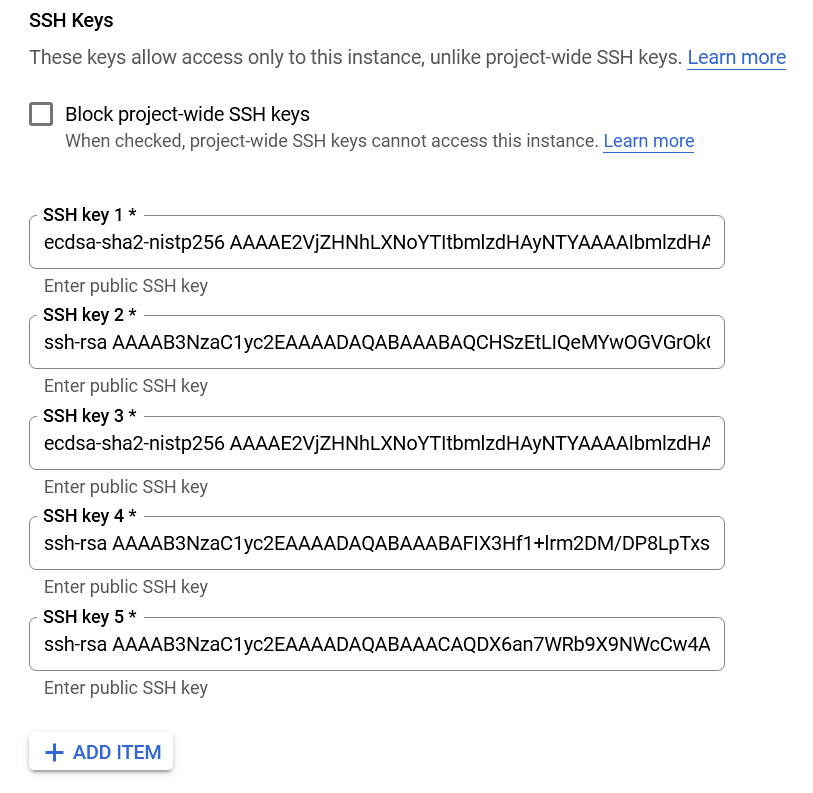 SSH Keys
These keys allow access only to this instance, unlike project-wide SSH keys. Learn more
Block project-wide SSH keys
When checked, project-wide SSH keys cannot access this instance. Learn more
SSH key 1 *
ecdsa-sha2-nistp256 AAAAE2VjZHNhLXNoYTItbmlzdHAyNTYAAAAIbmlzdHA
Enter public SSH key
SSH key 2 *
ssh-rsa AAAAB3NzaC1yc2EAAAADAQABAAABAQCHSzEtLIQeMYwOGVGrOk
Enter public SSH key
SSH key 3 *
ecdsa-sha2-nistp256 AAAAE2VjZHNhLXNoYTItbmlzdHAyNTYAAAAIbmlzdHA
Enter public SSH key
SSH key 4 *
ssh-rsa AAAAB3NzaC1yc2EAAAADAQABAAABAFIX3Hf1+lrm2DM/DP8LpTxs
Enter public SSH key
SSH key 5 *
ssh-rsa AAAAB3NzaC1yc2EAAAADAQABAAACAQDX6an7WRb9X9NWcCw4A
Enter public SSH key
+ ADD ITEM